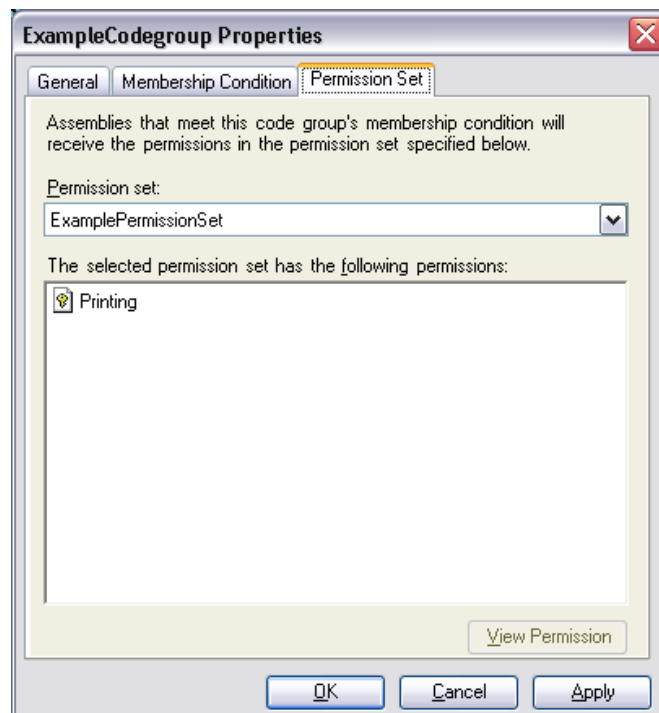 ExampleCodegroup Properties
General Membership Condition Permission Set
Assemblies that meet this code group's membership condition will
receive the permissions in the permission set specified below.
Permission set:
ExamplePermissionSet
The selected permission set has the following permissions:
Printing
View Permission
OK Cancel Apply